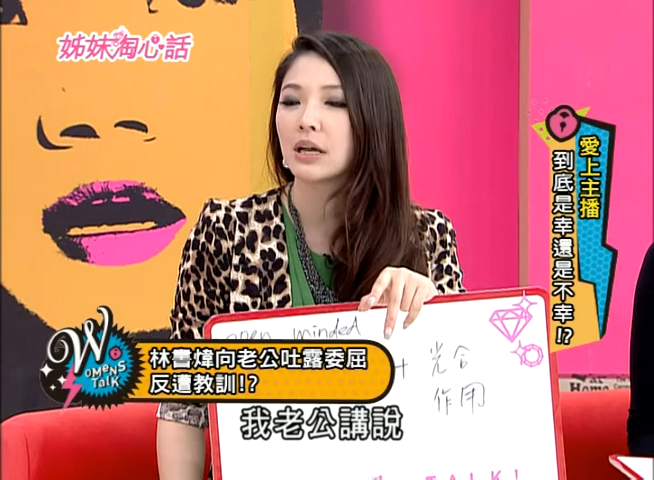 姊妹淘心話
愛上主播
到底是幸還是不幸!?
open minded
+ 光合
作用
WOMENS
TALK
林書煒向老公吐露委屈
反遭教訓!?
我老公講說